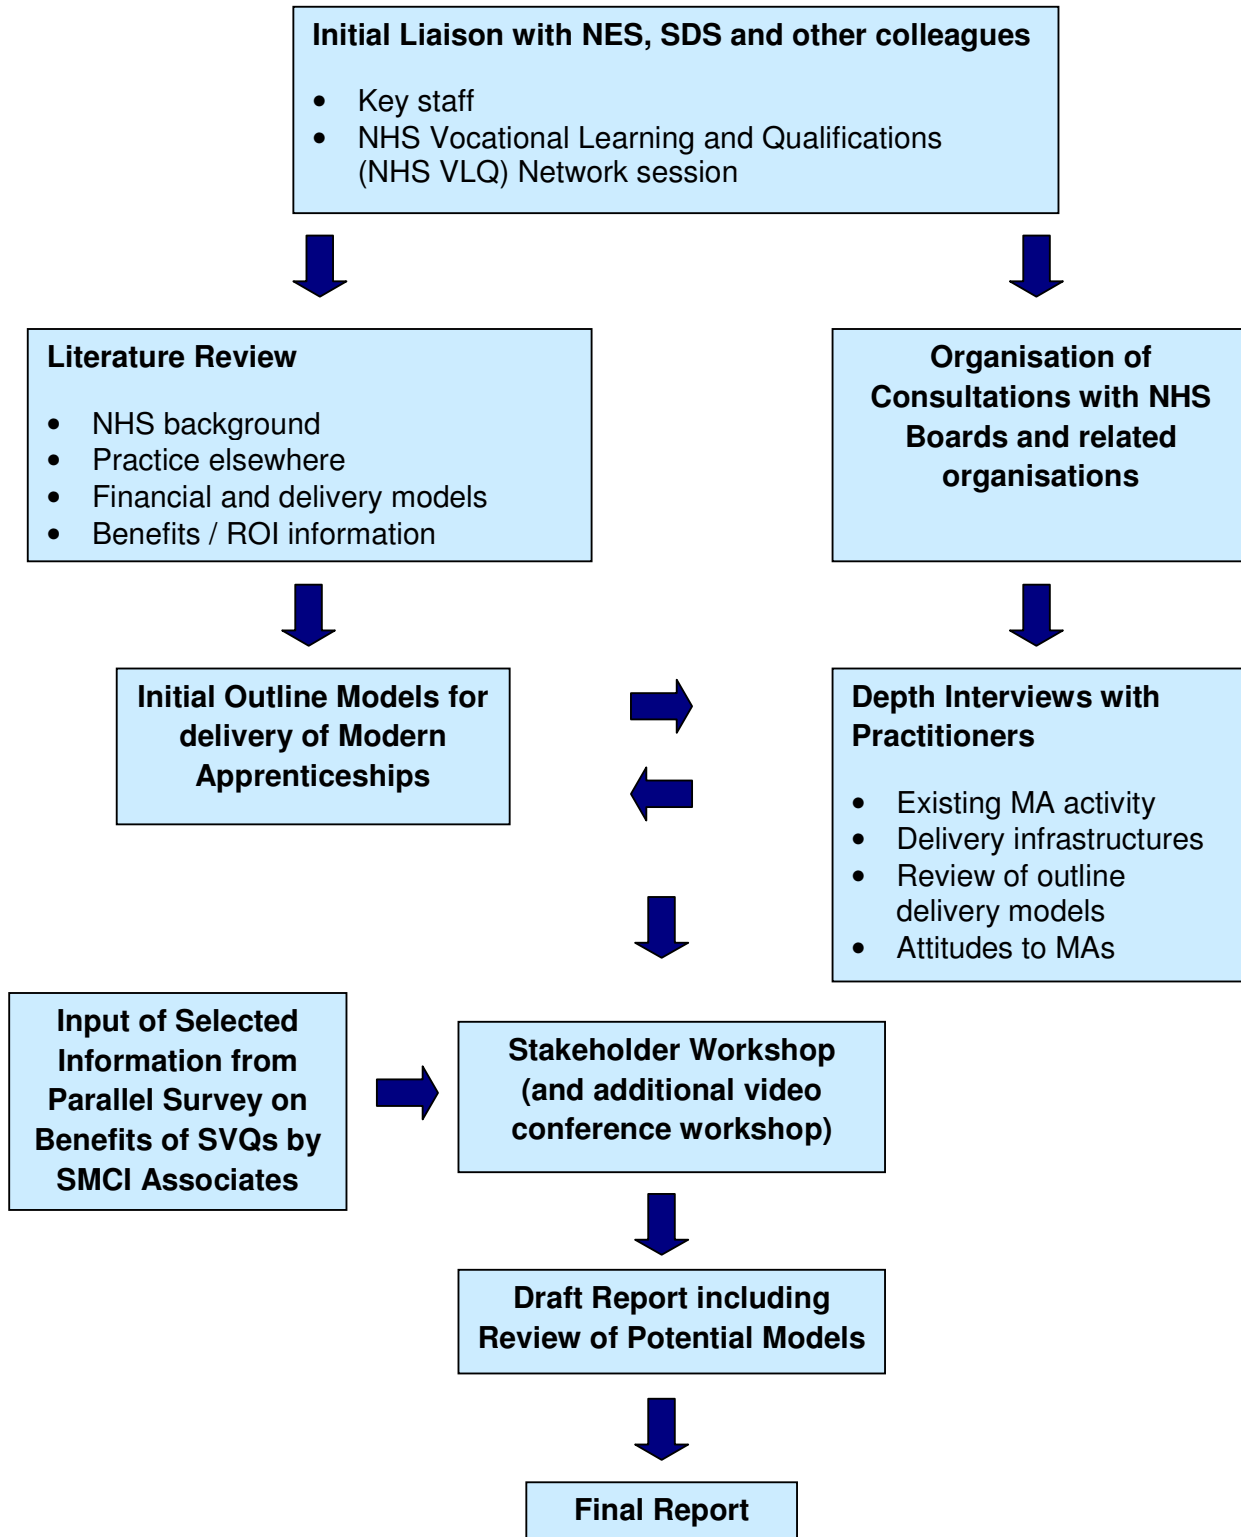 Initial Liaison with NES, SDS and other colleagues
• Key staff
• NHS Vocational Learning and Qualifications
(NHS VLQ) Network session
Literature Review
• NHS background
• Practice elsewhere
• Financial and delivery models
• Benefits / ROI information
Organisation of
Consultations with NHS
Boards and related
organisations
Initial Outline Models for
delivery of Modern
Apprenticeships
Depth Interviews with
Practitioners
• Existing MA activity
• Delivery infrastructures
• Review of outline
delivery models
• Attitudes to MAs
Input of Selected
Information from
Parallel Survey on
Benefits of SVQs by
SMCI Associates
Stakeholder Workshop
(and additional video
conference workshop)
Draft Report including
Review of Potential Models
Final Report